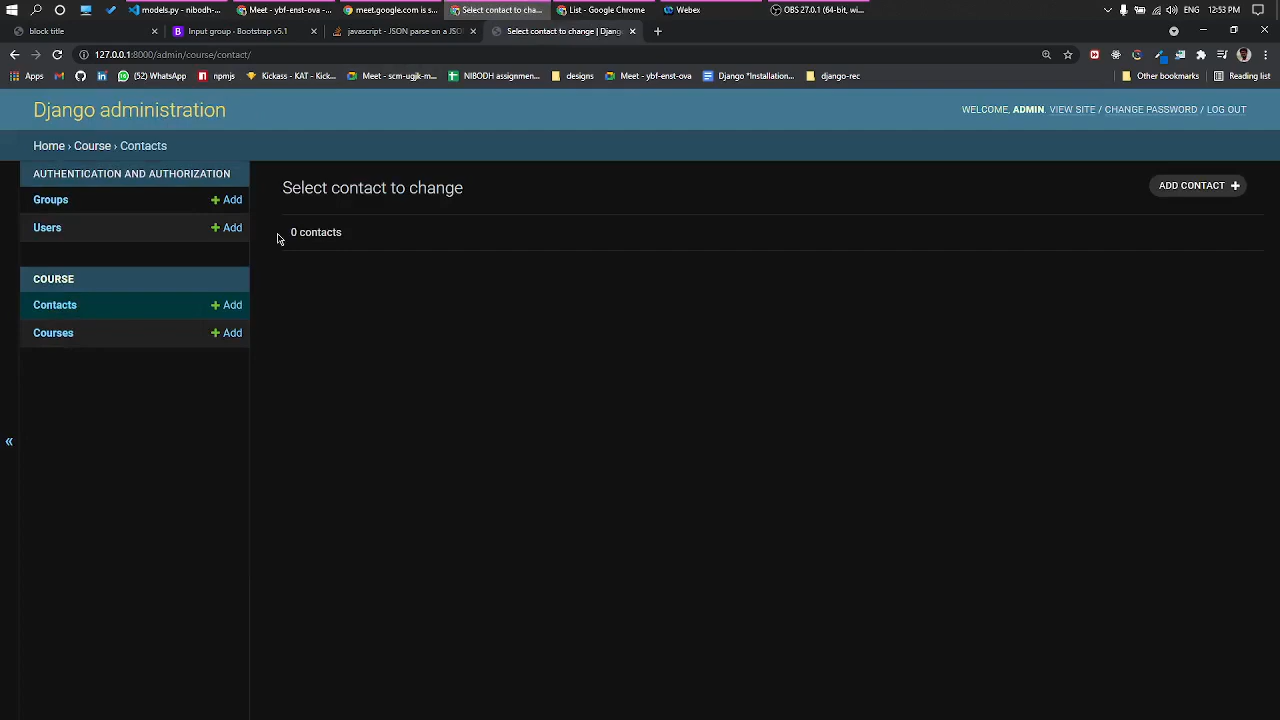 models.py - nibodh-...
Meet - ybf-enst-ova -...
meet.google.com is s...
Select contact to cha...
List - Google Chrome
Webex
OBS 27.0.1 (64-bit, wi...
ENG
12:53 PM
block title
Input group · Bootstrap v5.1
javascript - JSON parse on a JSO
Select contact to change | Djang
127.0.0.1:8000/admin/course/contact/
Apps
(52) WhatsApp
npmjs
Kickass - KAT - Kick...
Meet - scm-ugjk-m...
NIBODH assignmen...
designs
Meet - ybf-enst-ova
Django "Installation...
django-rec
Other bookmarks
Reading list
Django administration
WELCOME, ADMIN. VIEW SITE / CHANGE PASSWORD / LOG OUT
Home › Course › Contacts
AUTHENTICATION AND AUTHORIZATION
Groups + Add
Users + Add
COURSE
Contacts + Add
Courses + Add
«
Select contact to change
ADD CONTACT +
0 contacts